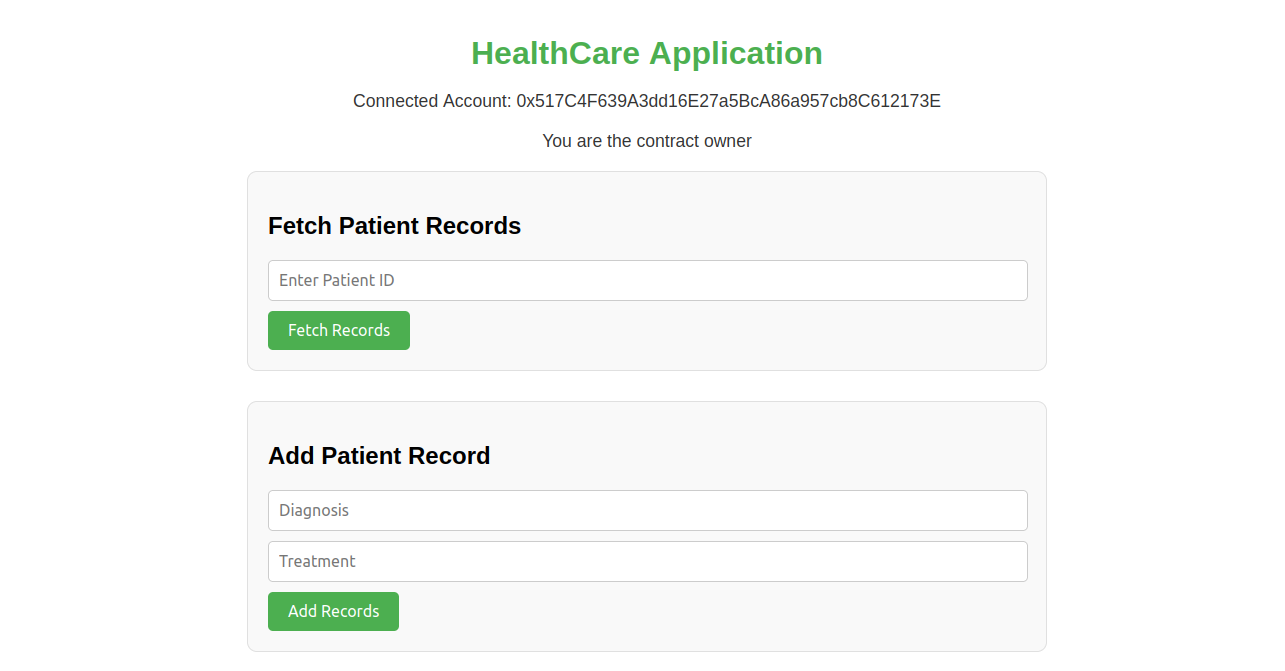 HealthCare Application
Connected Account: 0x517C4F639A3dd16E27a5BcA86a957cb8C612173E
You are the contract owner
Fetch Patient Records
Enter Patient ID
Fetch Records
Add Patient Record
Diagnosis
Treatment
Add Records